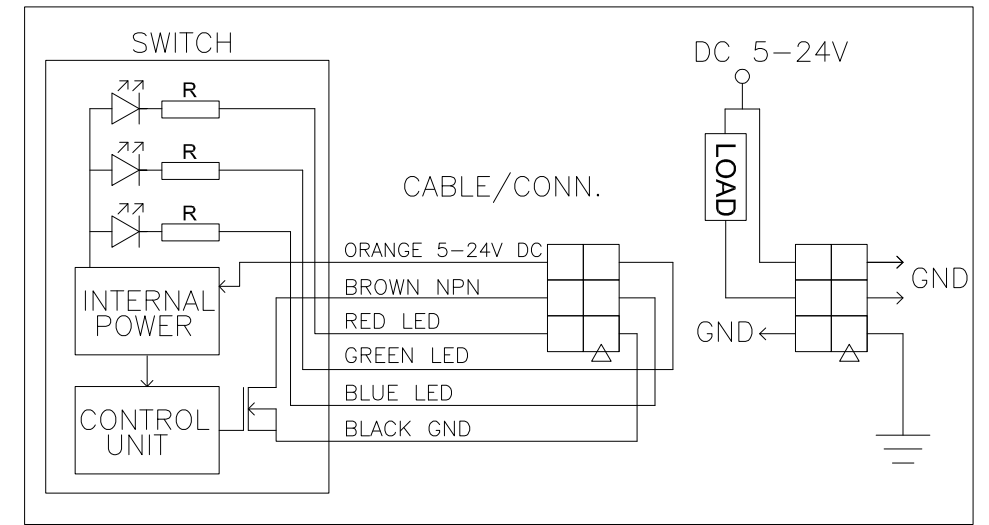 SWITCH
R
R
R
INTERNAL
POWER
CONTROL
UNIT
CABLE/CONN.
ORANGE 5-24V DC
BROWN NPN
RED LED
GREEN LED
BLUE LED
BLACK GND
DC 5-24V
LOAD
GND
GND